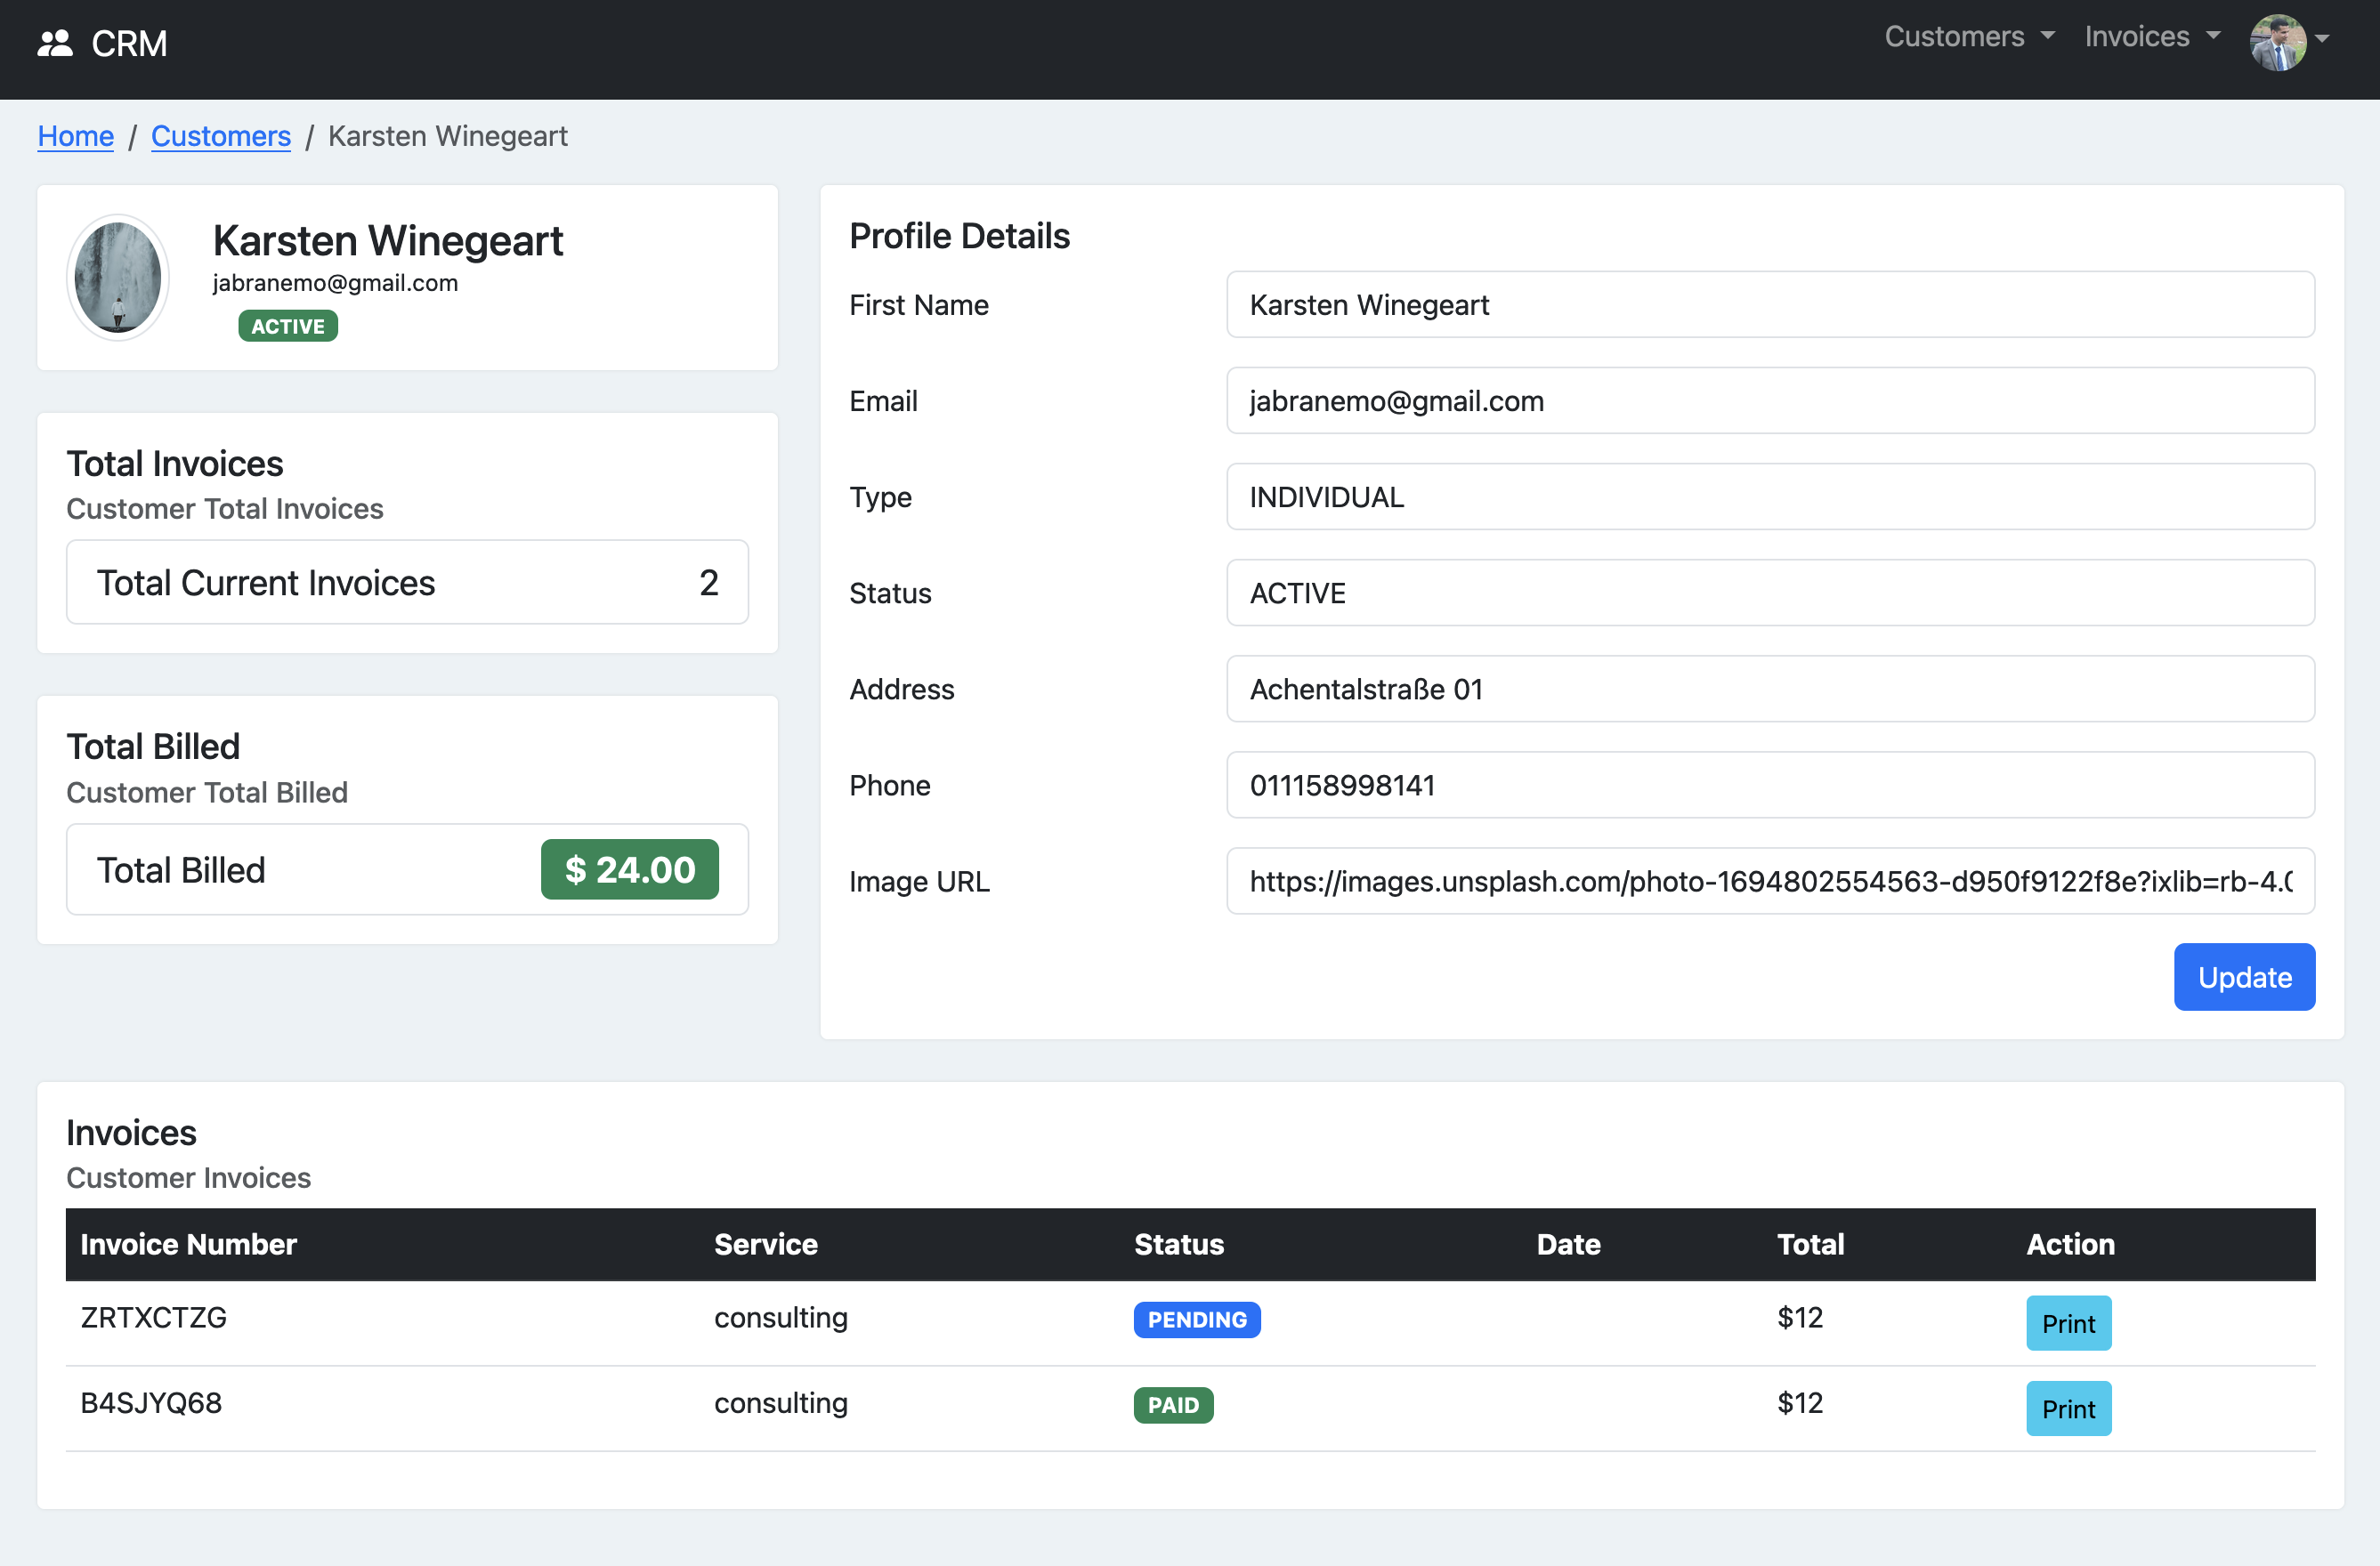 CRM
Customers
Invoices
Home / Customers / Karsten Winegeart
Karsten Winegeart
jabranemo@gmail.com
ACTIVE
Total Invoices
Customer Total Invoices
Total Current Invoices 2
Total Billed
Customer Total Billed
Total Billed $ 24.00
Profile Details
First Name Karsten Winegeart
Email jabranemo@gmail.com
Type INDIVIDUAL
Status ACTIVE
Address Achentalstraße 01
Phone 011158998141
Image URL https://images.unsplash.com/photo-1694802554563-d950f9122f8e?ixlib=rb-4.0
Update
Invoices
Customer Invoices
Invoice Number Service Status Date Total Action
ZRTXCTZG consulting PENDING $12 Print
B4SJYQ68 consulting PAID $12 Print